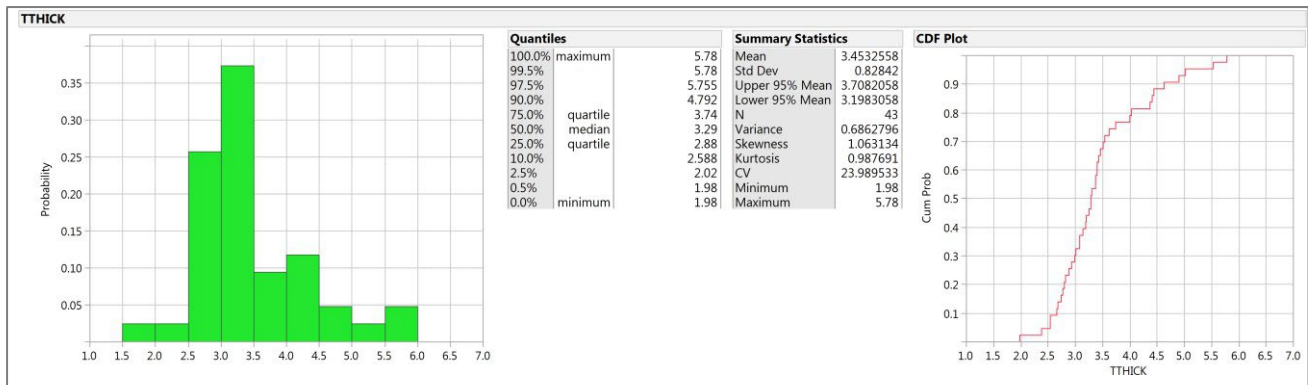 TTHICK
0.35
0.30
0.25
0.20
0.15
0.10
0.05
Probability
1.0 1.5 2.0 2.5 3.0 3.5 4.0 4.5 5.0 5.5 6.0 7.0
Quantiles
100.0% maximum 5.78
99.5% 5.78
97.5% 5.755
90.0% 4.792
75.0% quartile 3.74
50.0% median 3.29
25.0% quartile 2.88
10.0% 2.588
2.5% 2.02
0.5% 1.98
0.0% minimum 1.98
Summary Statistics
Mean 3.4532558
Std Dev 0.82842
Upper 95% Mean 3.7082058
Lower 95% Mean 3.1983058
N 43
Variance 0.6862796
Skewness 1.063134
Kurtosis 0.987691
CV 23.989533
Minimum 1.98
Maximum 5.78
CDF Plot
0.9
0.8
0.7
0.6
0.5
0.4
0.3
0.2
0.1
Cum Prob
1.0 1.5 2.0 2.5 3.0 3.5 4.0 4.5 5.0 5.5 6.0 6.5 7.0
TTHICK